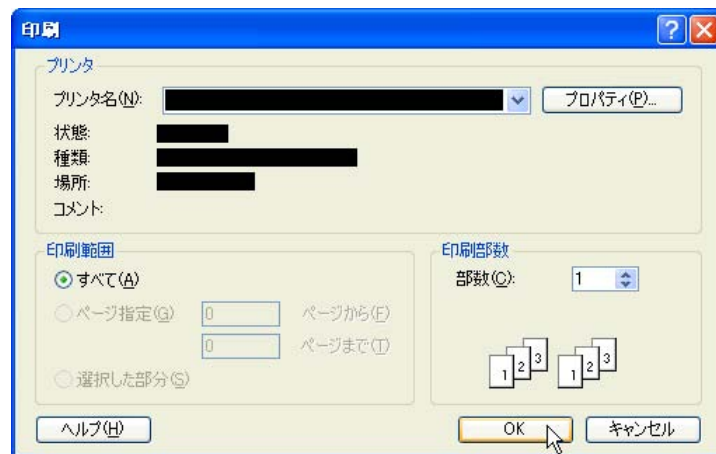 印刷
プリンタ
プリンタ名(N): プロパティ(P)...
状態:
種類:
場所:
コメント:
印刷範囲
すべて(A)
ページ指定(G) 0 ページから(F)
0 ページまで(T)
選択した部分(S)
印刷部数
部数(C): 1
1 2 3 1 2 3
ヘルプ(H) OK キャンセル